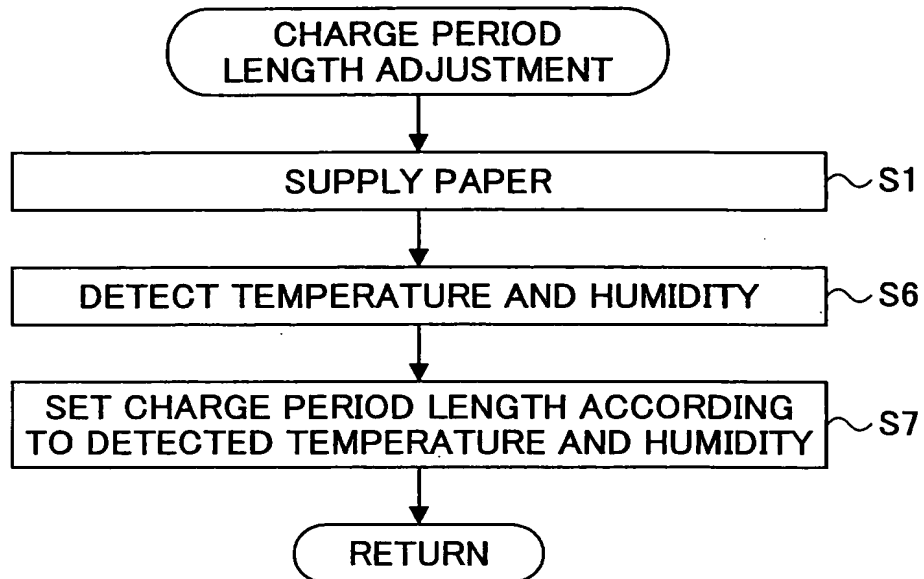 CHARGE PERIOD
LENGTH ADJUSTMENT
SUPPLY PAPER
S1
DETECT TEMPERATURE AND HUMIDITY
S6
SET CHARGE PERIOD LENGTH ACCORDING
TO DETECTED TEMPERATURE AND HUMIDITY
S7
RETURN